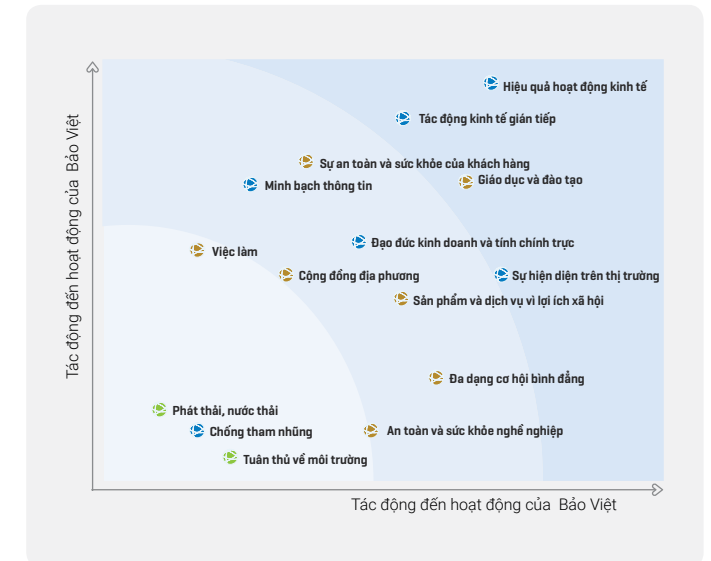 Hiệu quả hoạt động kinh tế
Tác động kinh tế gián tiếp
Sự an toàn và sức khỏe của khách hàng
Giáo dục và đào tạo
Minh bạch thông tin
Đạo đức kinh doanh và tính chính trực
Việc làm
Cộng đồng địa phương
Sự hiện diện trên thị trường
Sản phẩm và dịch vụ vì lợi ích xã hội
Đa dạng cơ hội bình đẳng
Phát thải, nước thải
Chống tham nhũng
An toàn và sức khỏe nghề nghiệp
Tuân thủ về môi trường
Tác động đến hoạt động của Bảo Việt
Tác động đến hoạt động của Bảo Việt